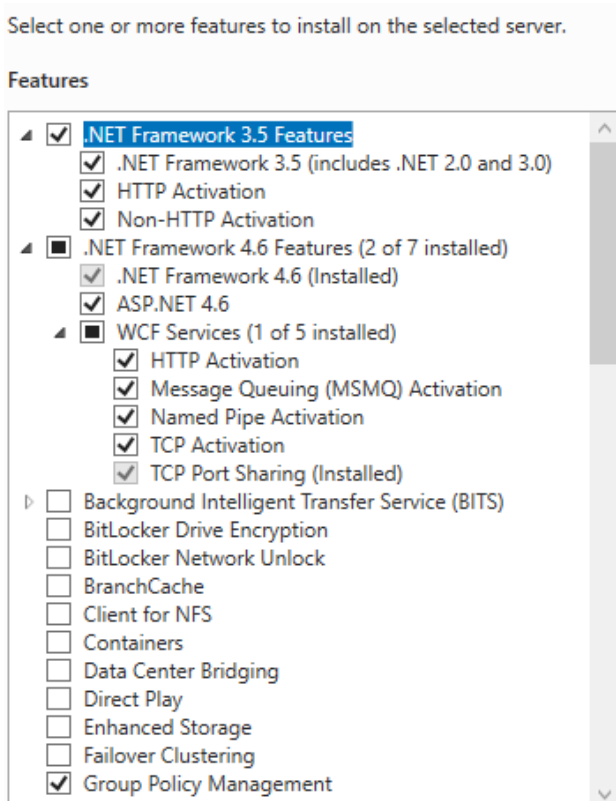 Select one or more features to install on the selected server.
Features
.NET Framework 3.5 Features
.NET Framework 3.5 (includes .NET 2.0 and 3.0)
HTTP Activation
Non-HTTP Activation
.NET Framework 4.6 Features (2 of 7 installed)
.NET Framework 4.6 (Installed)
ASP.NET 4.6
WCF Services (1 of 5 installed)
HTTP Activation
Message Queuing (MSMQ) Activation
Named Pipe Activation
TCP Activation
TCP Port Sharing (Installed)
Background Intelligent Transfer Service (BITS)
BitLocker Drive Encryption
BitLocker Network Unlock
BranchCache
Client for NFS
Containers
Data Center Bridging
Direct Play
Enhanced Storage
Failover Clustering
Group Policy Management